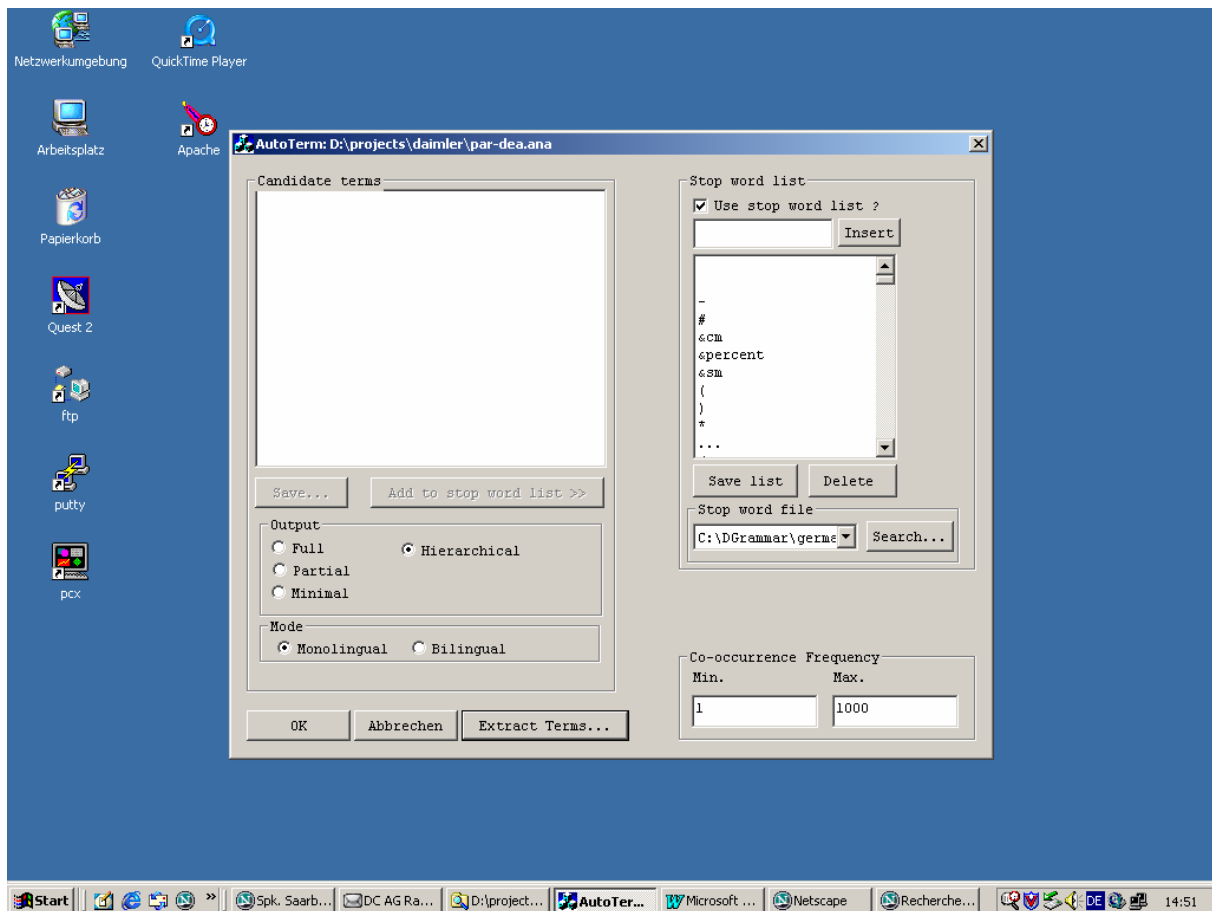 Netzwerkumgebung
QuickTime Player
Arbeitsplatz
Apache
Papierkorb
Quest 2
ftp
putty
pcx
AutoTerm: D:\projects\daimler\par-dea.ana
Candidate terms
Save...
Add to stop word list >>
Output
Full
Hierarchical
Partial
Minimal
Mode
Monolingual
Bilingual
OK
Abbrechen
Extract Terms...
Stop word list
Use stop word list ?
Insert
-
#
&cm
&percent
&sm
(
)
*
...
Save list
Delete
Stop word file
C:\DGrammar\germa
Search...
Co-occurrence Frequency
Min.
Max.
1
1000
Start
»
Spk. Saarb...
DC AG Ra...
D:\project...
AutoTer...
Microsoft ...
Netscape
Recherche...
DE
14:51